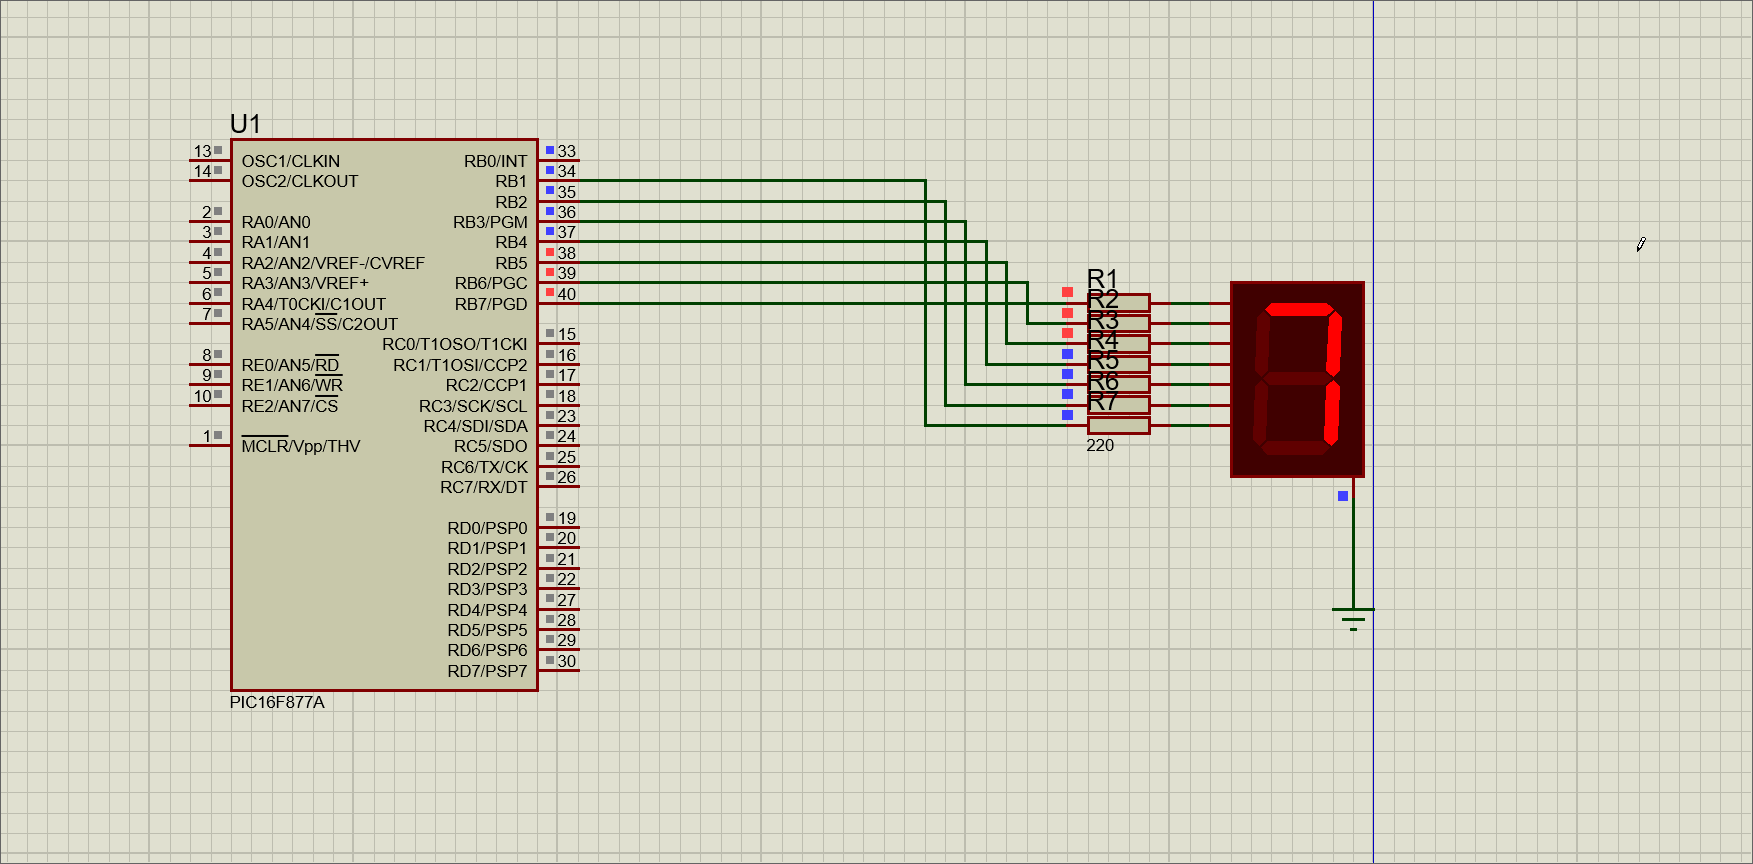 U1
13 OSC1/CLKIN RB0/INT 33
14 OSC2/CLKOUT RB1 34
RB2 35
2 RA0/AN0 RB3/PGM 36
3 RA1/AN1 RB4 37
4 RA2/AN2/VREF-/CVREF RB5 38
5 RA3/AN3/VREF+ RB6/PGC 39
6 RA4/T0CKI/C1OUT RB7/PGD 40
7 RA5/AN4/SS/C2OUT
RC0/T1OSO/T1CKI 15
8 RE0/AN5/RD RC1/T1OSI/CCP2 16
9 RE1/AN6/WR RC2/CCP1 17
10 RE2/AN7/CS RC3/SCK/SCL 18
RC4/SDI/SDA 23
1 MCLR/Vpp/THV RC5/SDO 24
RC6/TX/CK 25
RC7/RX/DT 26
RD0/PSP0 19
RD1/PSP1 20
RD2/PSP2 21
RD3/PSP3 22
RD4/PSP4 27
RD5/PSP5 28
RD6/PSP6 29
RD7/PSP7 30
PIC16F877A
R1
R2
R3
R4
R5
R6
R7
220
7